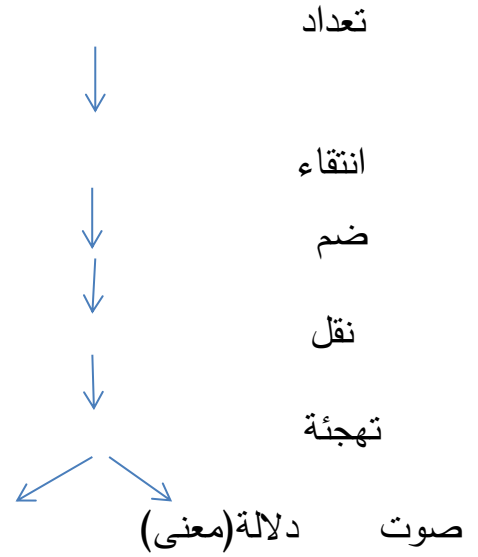 تعداد
انتقاء
ضم
نقل
تهجئة
صوت دلالة(معنى)